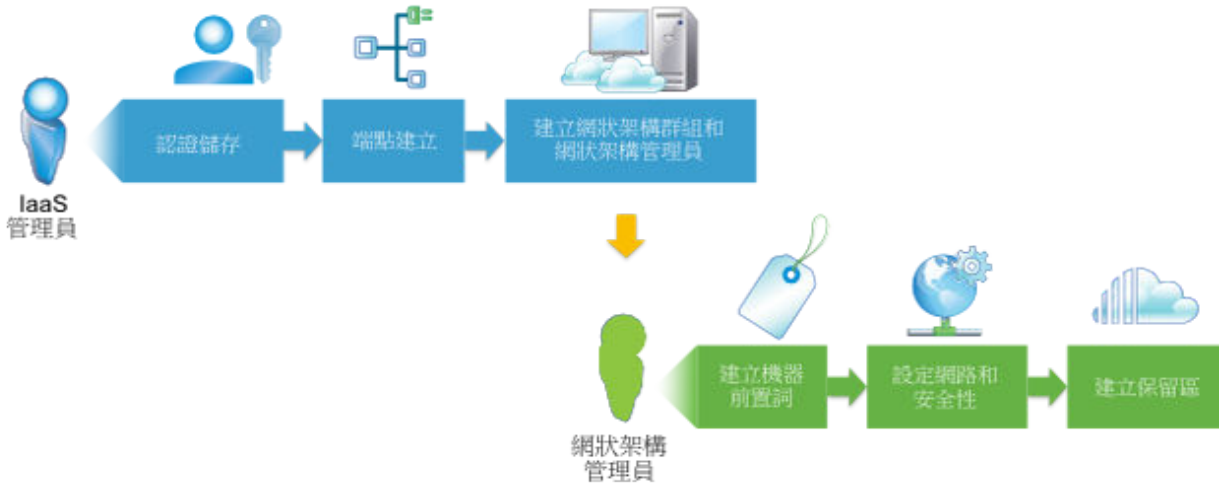 認證儲存
端點建立
建立網狀架構群組和
網狀架構管理員
IaaS
管理員
建立機器
前置詞
設定網路和
安全性
建立保留區
網狀架構
管理員